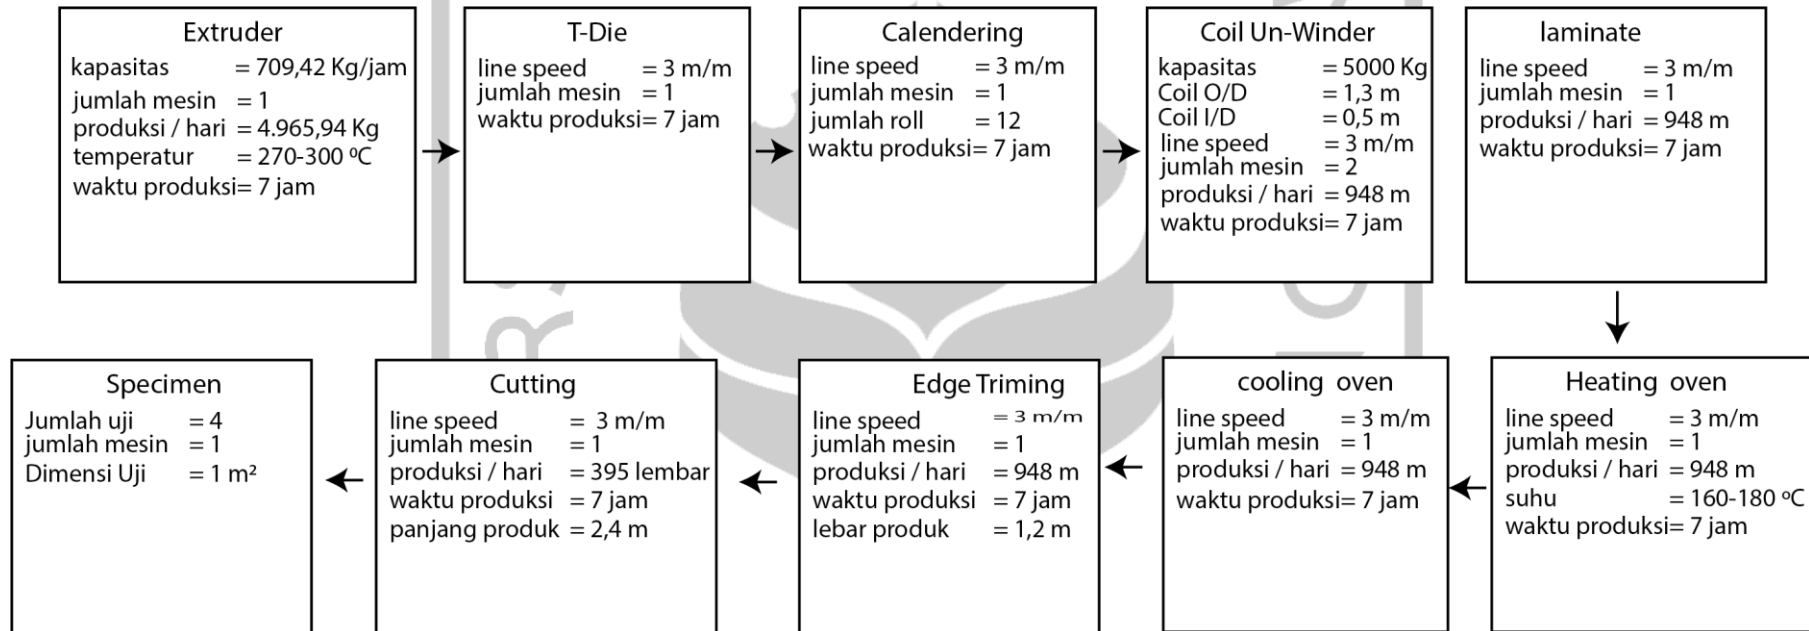 Extruder
kapasitas = 709,42 Kg/jam
jumlah mesin = 1
produksi / hari = 4.965,94 Kg
temperatur = 270-300 ºC
waktu produksi= 7 jam
T-Die
line speed = 3 m/m
jumlah mesin = 1
waktu produksi= 7 jam
Calendering
line speed = 3 m/m
jumlah mesin = 1
jumlah roll = 12
waktu produksi= 7 jam
Coil Un-Winder
kapasitas = 5000 Kg
Coil O/D = 1,3 m
Coil I/D = 0,5 m
line speed = 3 m/m
jumlah mesin = 2
produksi / hari = 948 m
waktu produksi= 7 jam
laminate
line speed = 3 m/m
jumlah mesin = 1
produksi / hari = 948 m
waktu produksi= 7 jam
Specimen
Jumlah uji = 4
jumlah mesin = 1
Dimensi Uji = 1 m²
Cutting
line speed = 3 m/m
jumlah mesin = 1
produksi / hari = 395 lembar
waktu produksi = 7 jam
panjang produk = 2,4 m
Edge Triming
line speed = 3 m/m
jumlah mesin = 1
produksi / hari = 948 m
waktu produksi = 7 jam
lebar produk = 1,2 m
cooling oven
line speed = 3 m/m
jumlah mesin = 1
produksi / hari = 948 m
waktu produksi= 7 jam
Heating oven
line speed = 3 m/m
jumlah mesin = 1
produksi / hari = 948 m
suhu = 160-180 ºC
waktu produksi= 7 jam